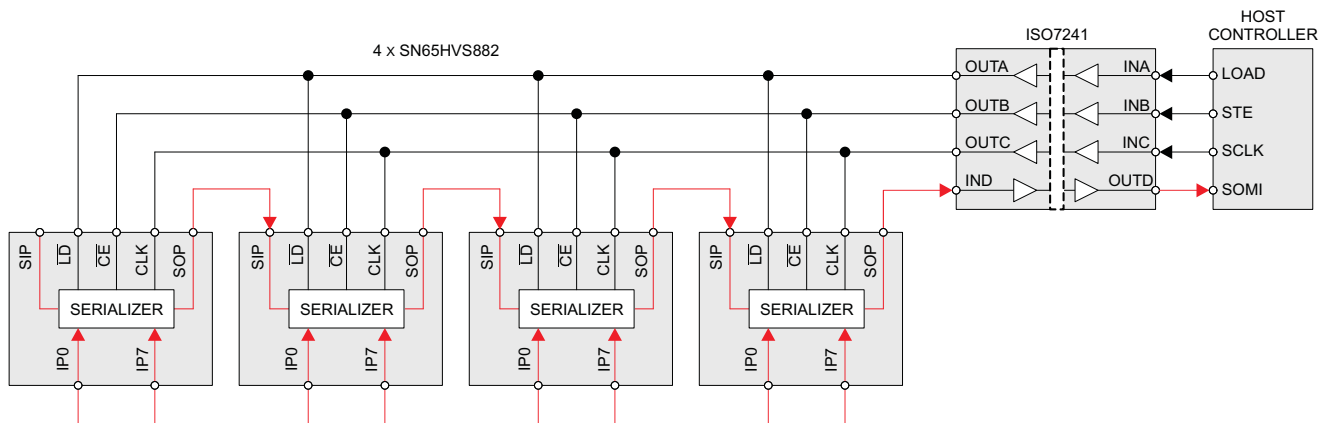 HOST
CONTROLLER
ISO7241
4 x SN65HVS882
OUTA INA LOAD
OUTB INB STE
OUTC INC SCLK
IND OUTD SOMI
SIP LD CE CLK SOP SIP LD CE CLK SOP SIP LD CE CLK SOP SIP LD CE CLK SOP
SERIALIZER SERIALIZER SERIALIZER SERIALIZER
IP0 IP7 IP0 IP7 IP0 IP7 IP0 IP7